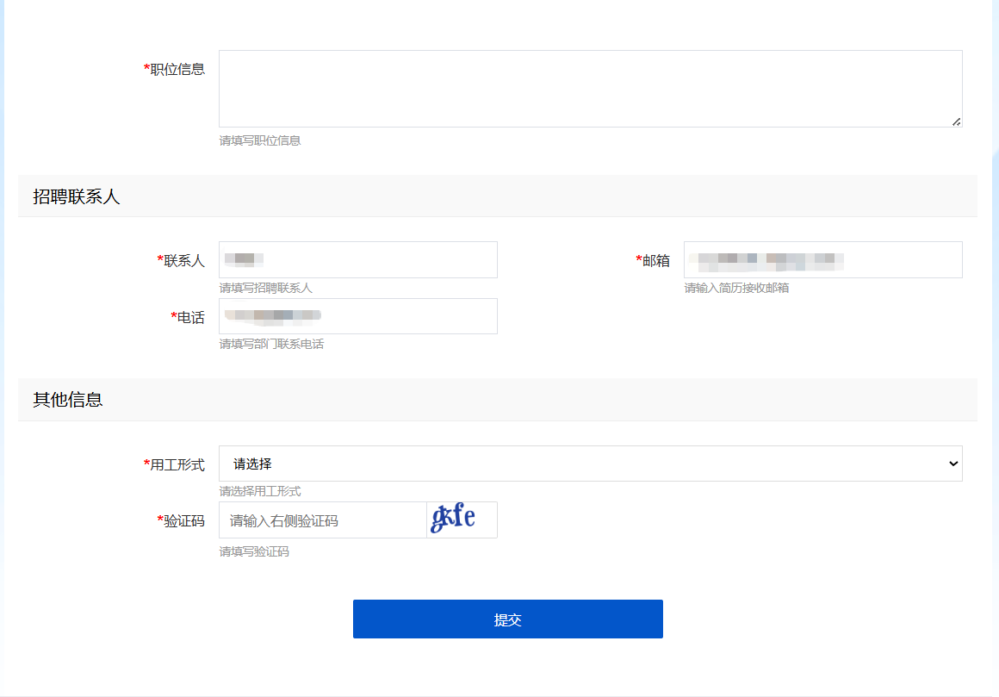 *职位信息
请填写职位信息
招聘联系人
*联系人
*邮箱
请填写招聘联系人
请输入简历接收邮箱
*电话
请填写部门联系电话
其他信息
*用工形式
请选择
请选择用工形式
*验证码
请输入右侧验证码
gkfe
请填写验证码
提交